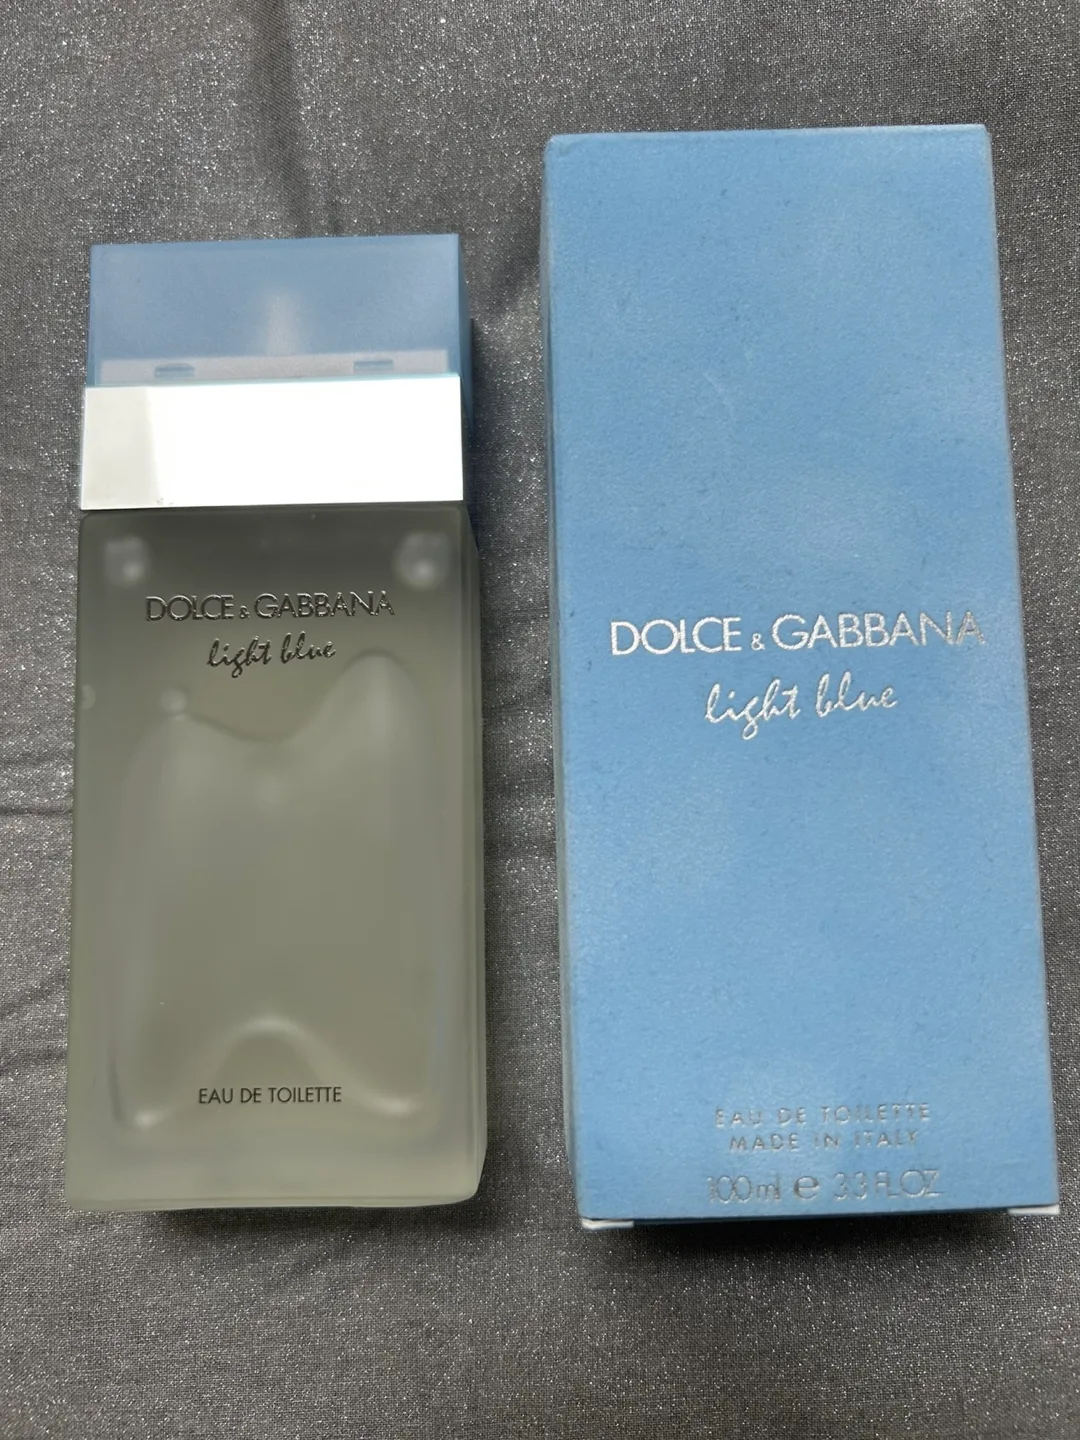 DOLCE & GABBANA
light blue
EAU DE TOILETTE
DOLCE & GABBANA
light blue
EAU DE TOILETTE
MADE IN ITALY
100ml e 3.3 FL.OZ